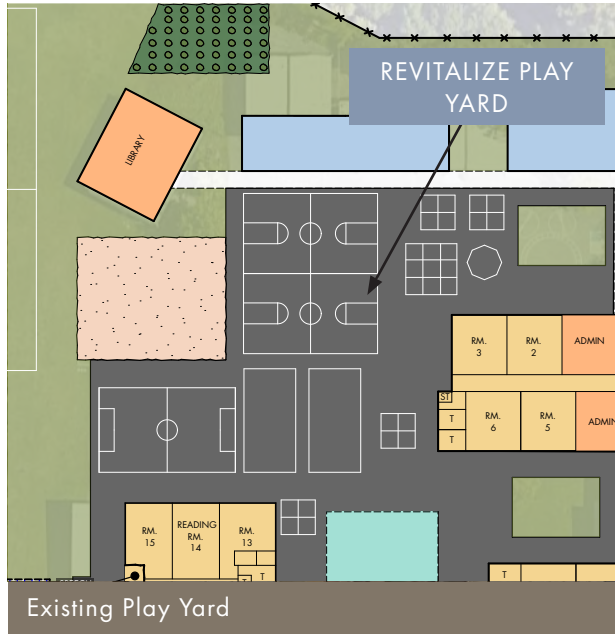 REVITALIZE PLAY
YARD
LIBRARY
RM.
3
RM.
2
ADMIN
ST
T
T
RM.
6
RM.
5
ADMIN
RM.
15
READING
RM.
14
RM.
13
T
T
T
Existing Play Yard